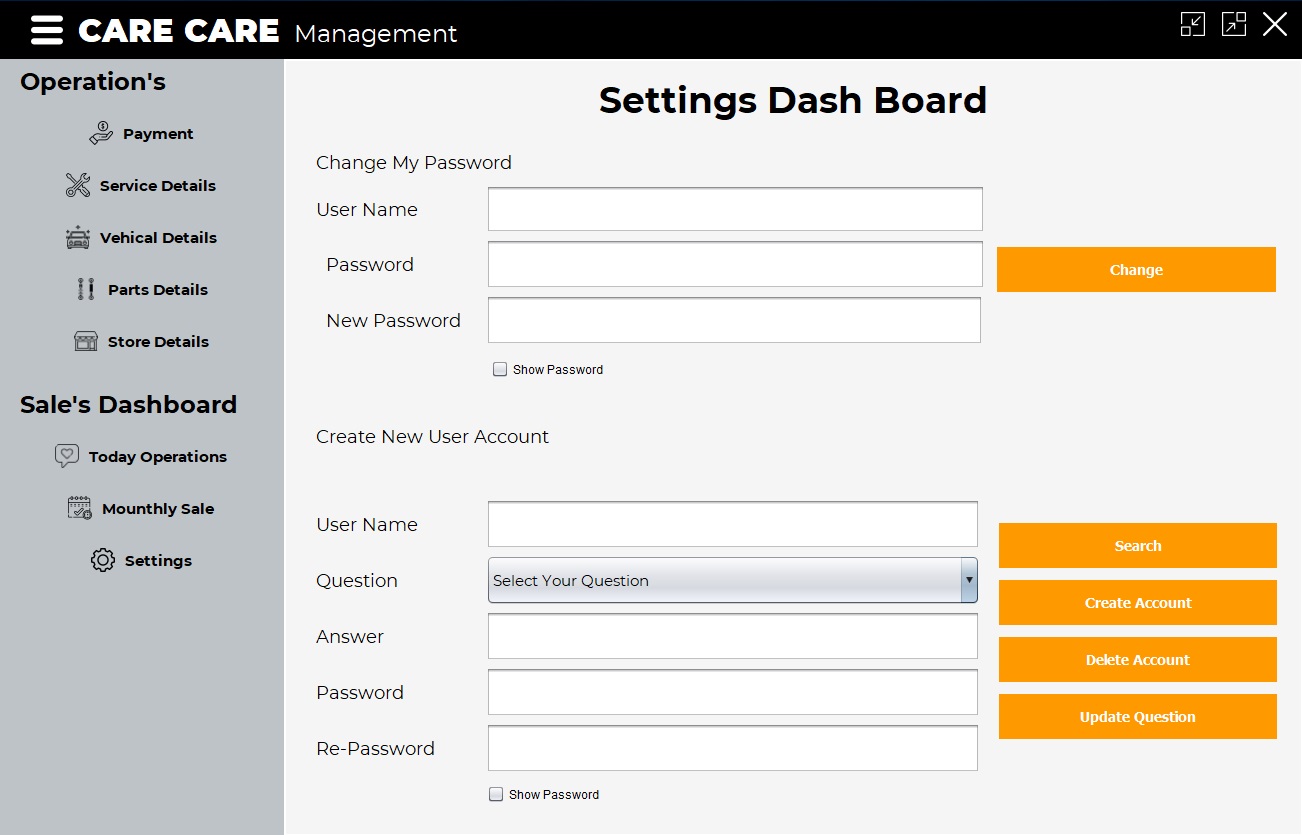 CARE CARE Management
Operation's
Payment
Service Details
Vehical Details
Parts Details
Store Details
Sale's Dashboard
Today Operations
Mounthly Sale
Settings
Settings Dash Board
Change My Password
User Name
Password
Change
New Password
Show Password
Create New User Account
User Name
Search
Question
Select Your Question
Create Account
Answer
Delete Account
Password
Update Question
Re-Password
Show Password